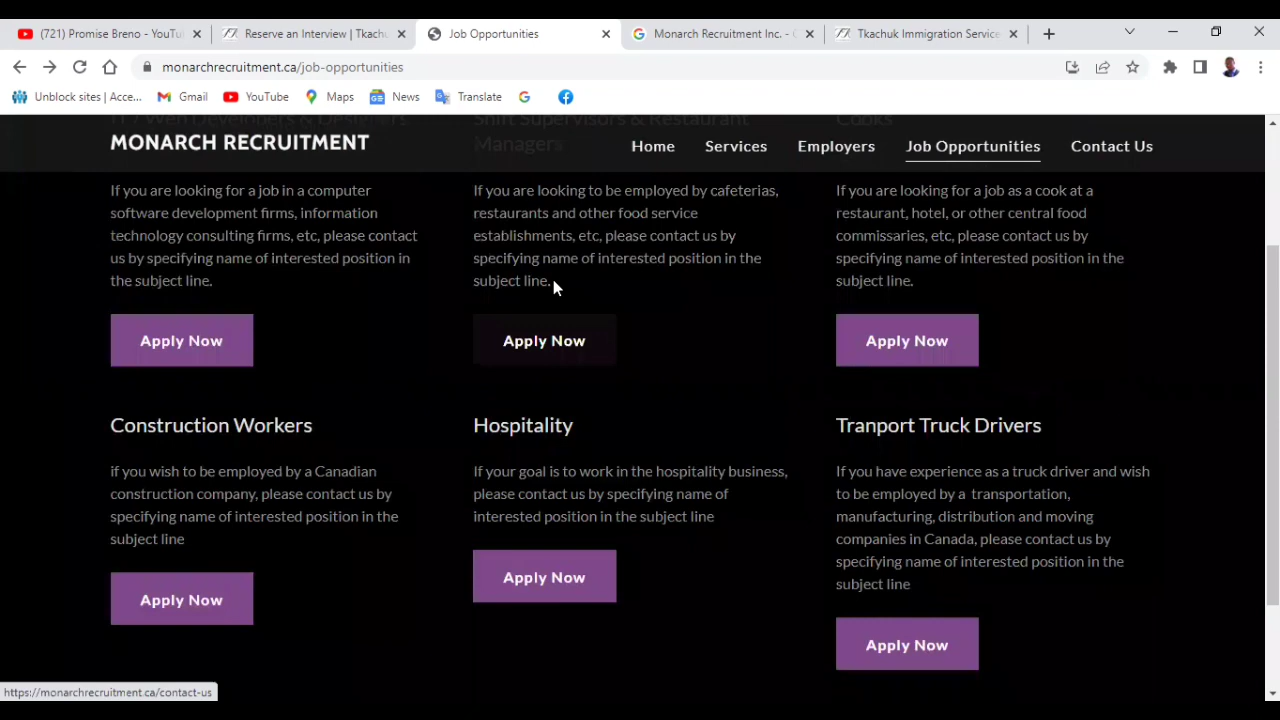 (721) Promise Breno - YouTu
Reserve an Interview | Tkachu
Job Opportunities
Monarch Recruitment Inc. -
Tkachuk Immigration Service
monarchrecruitment.ca/job-opportunities
Unblock sites | Acce...
Gmail
YouTube
Maps
News
Translate
MONARCH RECRUITMENT
Home
Services
Employers
Job Opportunities
Contact Us
IT / Wen Developers & Designers
Shift Supervisors & Restaurant
Managers
Cooks
If you are looking for a job in a computer
software development firms, information
technology consulting firms, etc, please contact
us by specifying name of interested position in
the subject line.
Apply Now
If you are looking to be employed by cafeterias,
restaurants and other food service
establishments, etc, please contact us by
specifying name of interested position in the
subject line.
Apply Now
If you are looking for a job as a cook at a
restaurant, hotel, or other central food
commissaries, etc, please contact us by
specifying name of interested position in the
subject line.
Apply Now
Construction Workers
if you wish to be employed by a Canadian
construction company, please contact us by
specifying name of interested position in the
subject line
Apply Now
Hospitality
If your goal is to work in the hospitality business,
please contact us by specifying name of
interested position in the subject line
Apply Now
Tranport Truck Drivers
If you have experience as a truck driver and wish
to be employed by a transportation,
manufacturing, distribution and moving
companies in Canada, please contact us by
specifying name of interested position in the
subject line
Apply Now
https://monarchrecruitment.ca/contact-us